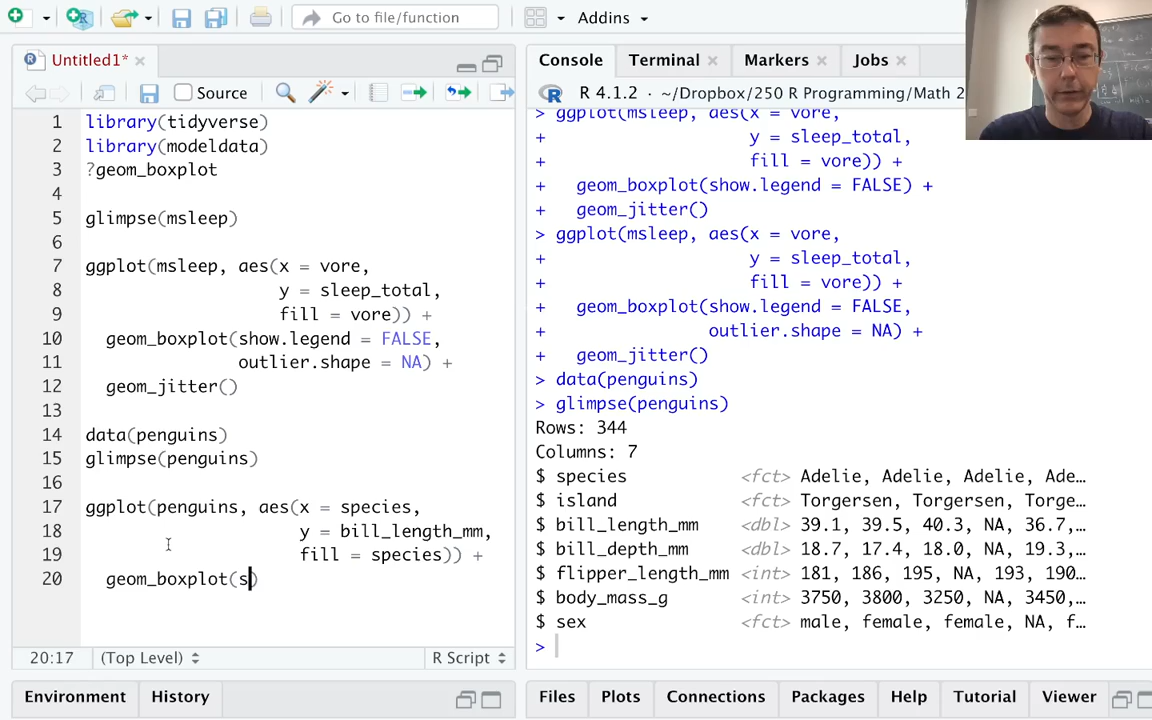 Go to file/function
Addins
Untitled1*
Source
1 library(tidyverse)
2 library(modeldata)
3 ?geom_boxplot
4
5 glimpse(msleep)
6
7 ggplot(msleep, aes(x = vore,
8 y = sleep_total,
9 fill = vore)) +
10 geom_boxplot(show.legend = FALSE,
11 outlier.shape = NA) +
12 geom_jitter()
13
14 data(penguins)
15 glimpse(penguins)
16
17 ggplot(penguins, aes(x = species,
18 y = bill_length_mm,
19 fill = species)) +
20 geom_boxplot(s)
20:17 (Top Level) R Script
Environment History
Console Terminal Markers Jobs
R 4.1.2 · ~/Dropbox/250 R Programming/Math 2
> ggplot(msleep, aes(x = vore,
+ y = sleep_total,
+ fill = vore)) +
+ geom_boxplot(show.legend = FALSE) +
+ geom_jitter()
> ggplot(msleep, aes(x = vore,
+ y = sleep_total,
+ fill = vore)) +
+ geom_boxplot(show.legend = FALSE,
+ outlier.shape = NA) +
+ geom_jitter()
> data(penguins)
> glimpse(penguins)
Rows: 344
Columns: 7
$ species <fct> Adelie, Adelie, Adelie, Ade…
$ island <fct> Torgersen, Torgersen, Torge…
$ bill_length_mm <dbl> 39.1, 39.5, 40.3, NA, 36.7,…
$ bill_depth_mm <dbl> 18.7, 17.4, 18.0, NA, 19.3,…
$ flipper_length_mm <int> 181, 186, 195, NA, 193, 190…
$ body_mass_g <int> 3750, 3800, 3250, NA, 3450,…
$ sex <fct> male, female, female, NA, f…
>
Files Plots Connections Packages Help Tutorial Viewer